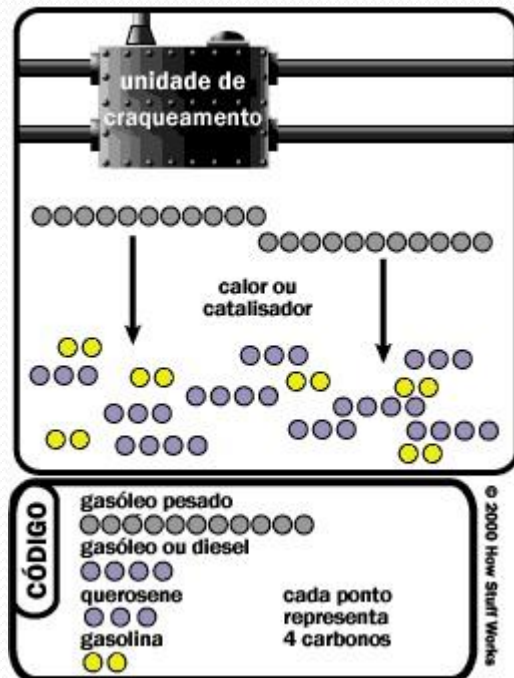 unidade de
craqueamento
calor ou
catalisador
CÓDIGO
gasóleo pesado
gasóleo ou diesel
querosene
gasolina
cada ponto
representa
4 carbonos
© 2000 How Stuff Works